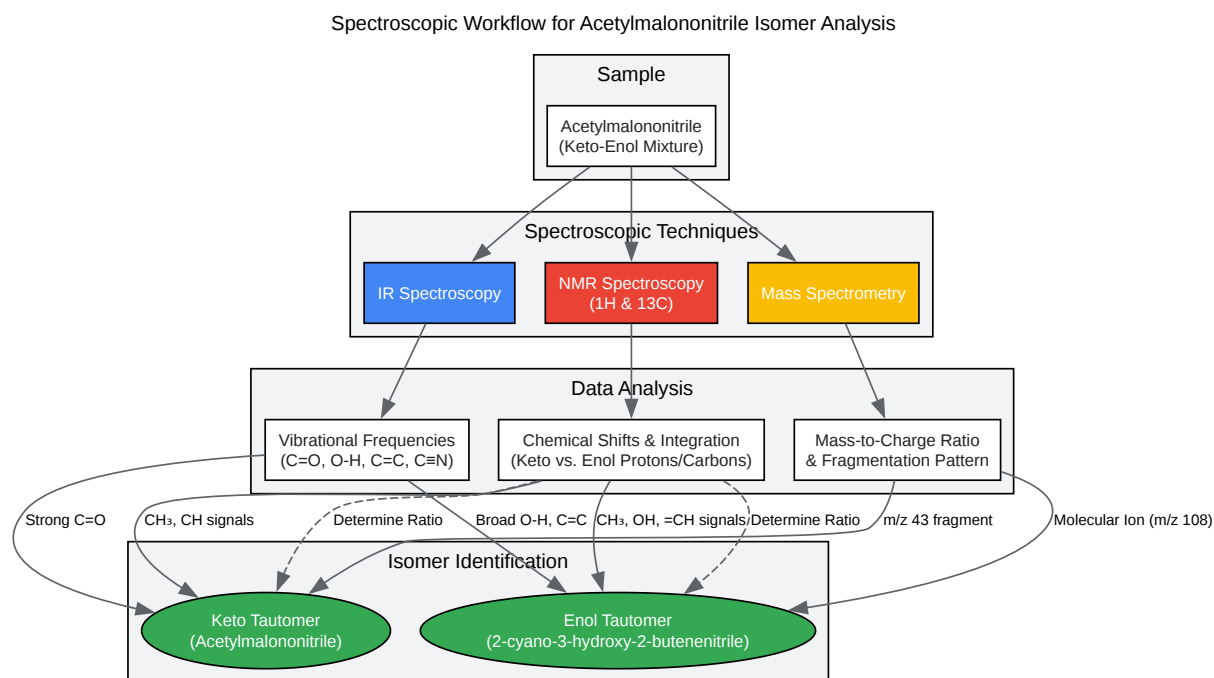 Spectroscopic Workflow for Acetylmalononitrile Isomer Analysis
Sample
Acetylmalononitrile
(Keto-Enol Mixture)
Spectroscopic Techniques
IR Spectroscopy
NMR Spectroscopy
(1H & 13C)
Mass Spectrometry
Data Analysis
Vibrational Frequencies
(C=O, O-H, C=C, C≡N)
Chemical Shifts & Integration
(Keto vs. Enol Protons/Carbons)
Mass-to-Charge Ratio
& Fragmentation Pattern
Strong C=O
CH₃, CH signals
Determine Ratio
Broad O-H, C=C
CH₃, OH, =CH signals
Determine Ratio
m/z 43 fragment
Molecular Ion (m/z 108)
Isomer Identification
Keto Tautomer
(Acetylmalononitrile)
Enol Tautomer
(2-cyano-3-hydroxy-2-butenenitrile)